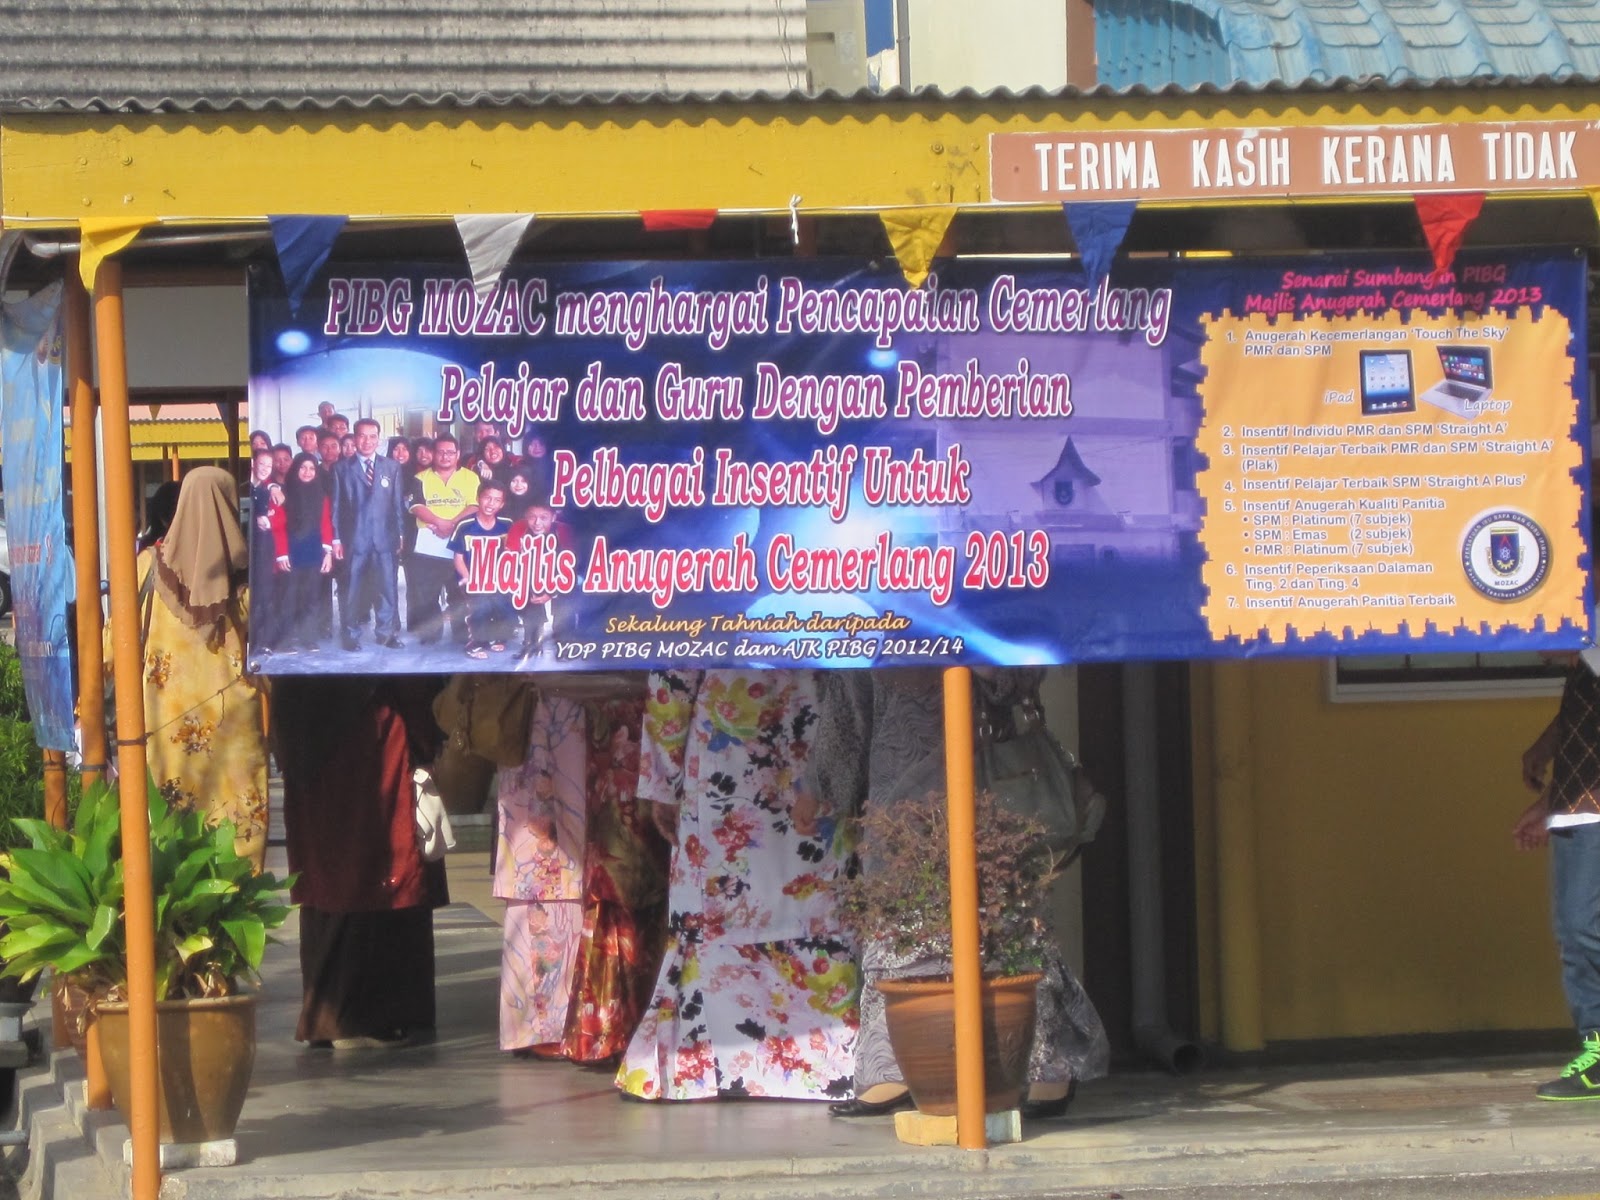 TERIMA KASIH KERANA TIDAK
PIBG MOZAC menghargai Pencapaian Cemerlang
Pelajar dan Guru Dengan Pemberian
Pelbagai Insentif Untuk
Majlis Anugerah Cemerlang 2013
Sekalung Tahniah daripada
YDP PIBG MOZAC dan AJK PIBG 2012/14
Senarai Sumbangan PIBG
Majlis Anugerah Cemerlang 2013
1. Anugerah Kecemerlangan 'Touch The Sky'
PMR dan SPM
iPad
Laptop
2. Insentif Individu PMR dan SPM 'Straight A'
3. Insentif Pelajar Terbaik PMR dan SPM 'Straight A'
(Plak)
4. Insentif Pelajar Terbaik SPM 'Straight A Plus'
5. Insentif Anugerah Kualiti Panitia
• SPM : Platinum (7 subjek)
• SPM : Emas (2 subjek)
• PMR : Platinum (7 subjek)
6. Insentif Peperiksaan Dalaman
Ting. 2 dan Ting. 4
7. Insentif Anugerah Panitia Terbaik
MOZAC